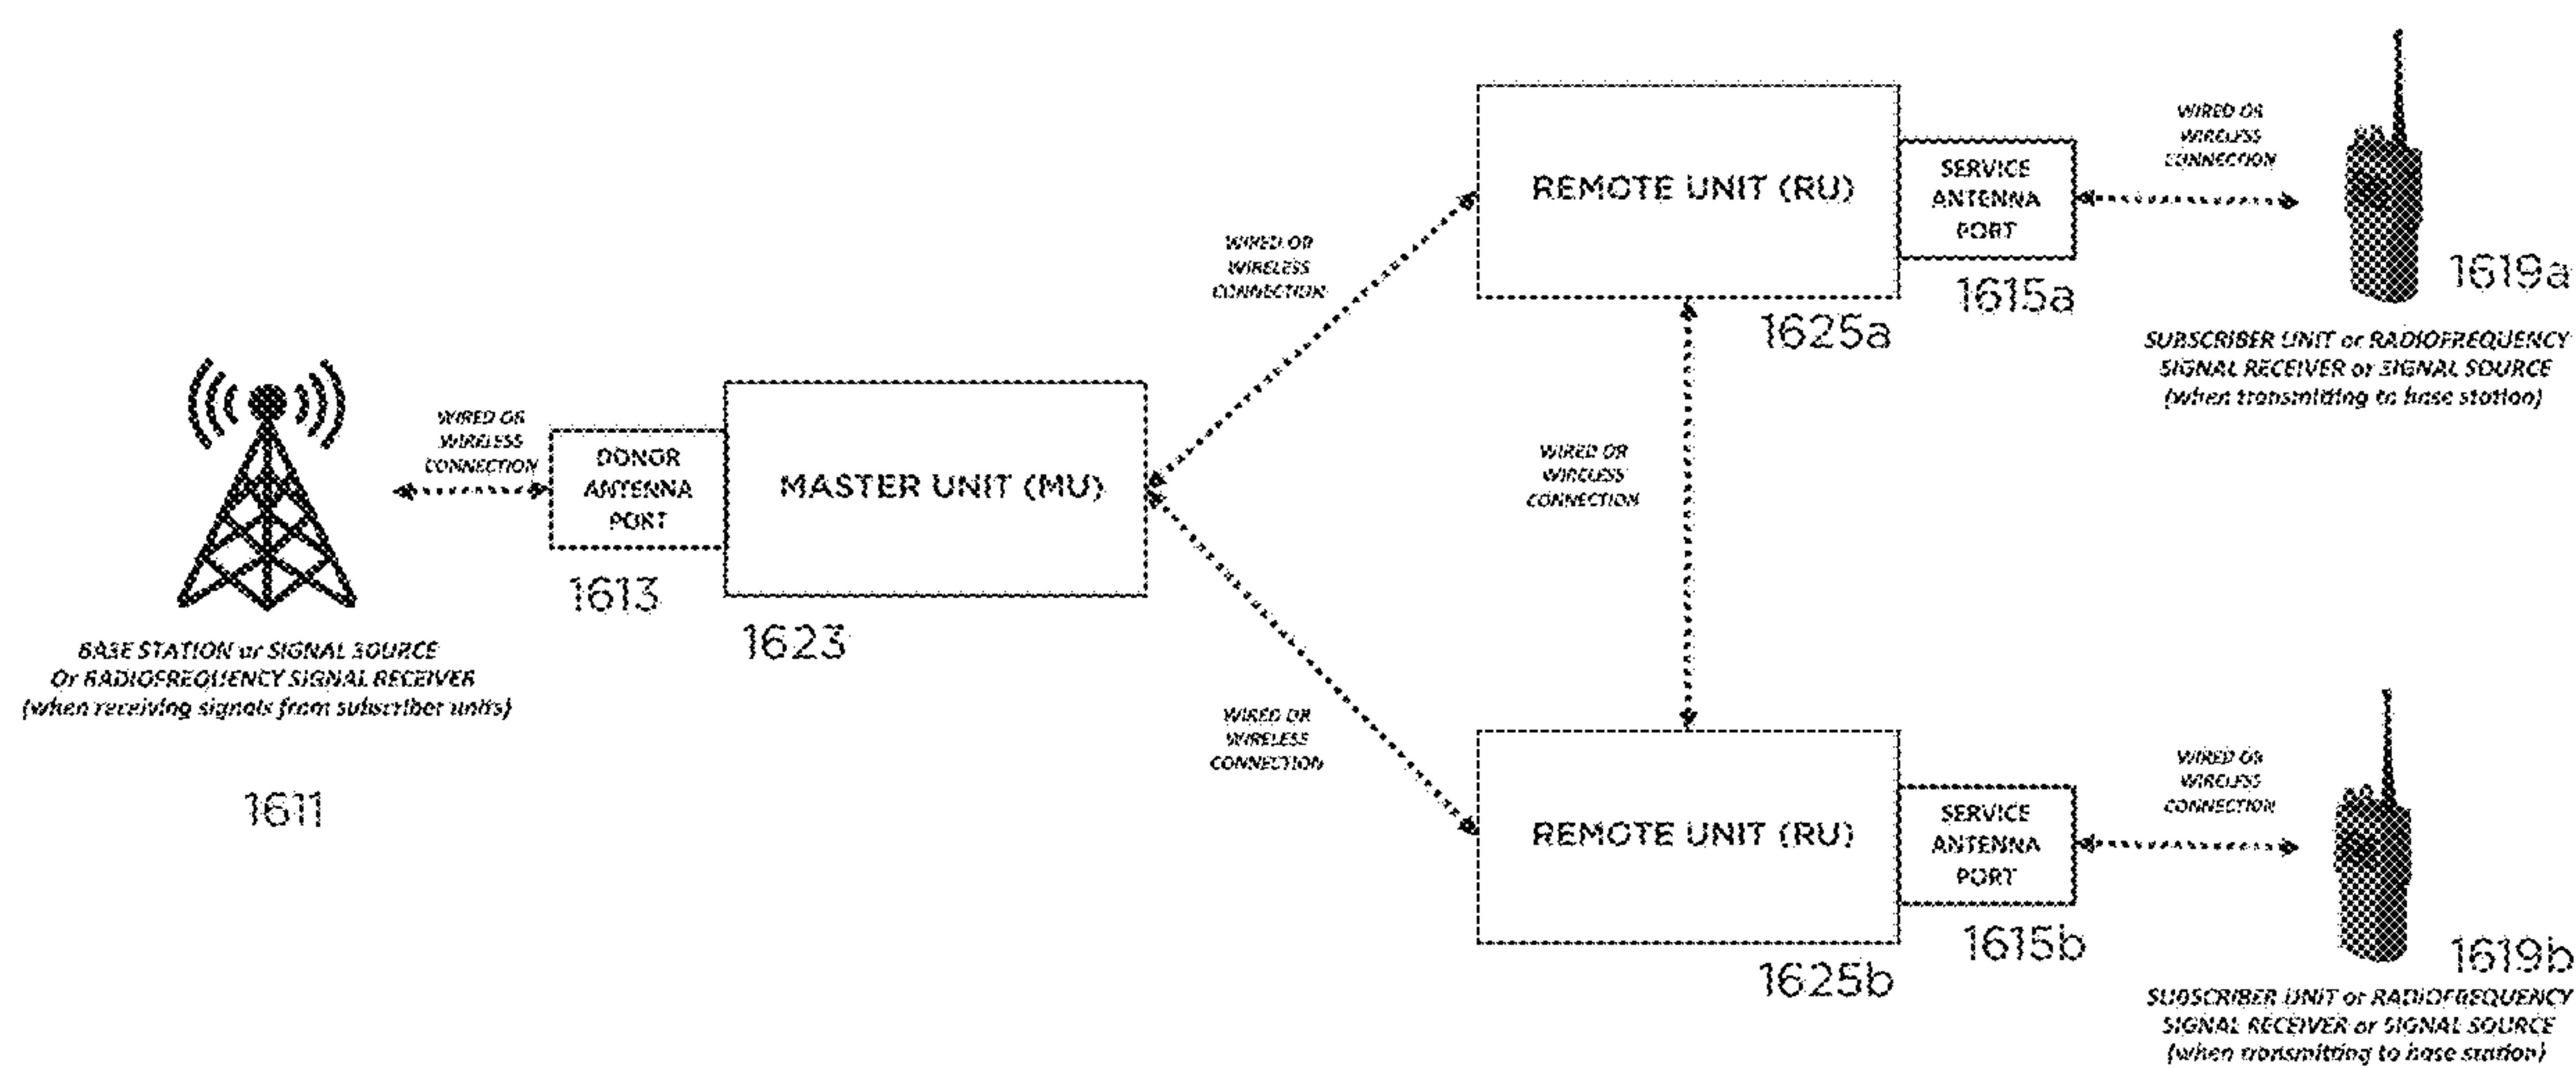 WIRED OR
WIRELESS
CONNECTION
DONOR
ANTENNA
PORT
1613
MASTER UNIT (MU)
1623
BASE STATION or SIGNAL SOURCE
Or RADIOFREQUENCY SIGNAL RECEIVER
(when receiving signals from subscriber units)
1611
WIRED OR
WIRELESS
CONNECTION
REMOTE UNIT (RU)
1625a
SERVICE
ANTENNA
PORT
1615a
WIRED OR
WIRELESS
CONNECTION
1619a
SUBSCRIBER UNIT or RADIOFREQUENCY
SIGNAL RECEIVER or SIGNAL SOURCE
(when transmitting to base station)
WIRED OR
WIRELESS
CONNECTION
WIRED OR
WIRELESS
CONNECTION
REMOTE UNIT (RU)
1625b
SERVICE
ANTENNA
PORT
1615b
WIRED OR
WIRELESS
CONNECTION
1619b
SUBSCRIBER UNIT or RADIOFREQUENCY
SIGNAL RECEIVER or SIGNAL SOURCE
(when transmitting to base station)